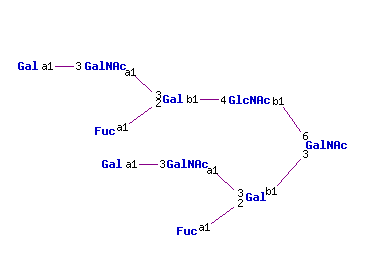 Gal a1 3 GalNAc a1
3
2 Gal b1 4 GlcNAc b1
Fuc a1
6
3 GalNAc
Gal a1 3 GalNAc a1
3
2 Gal b1
Fuc a1